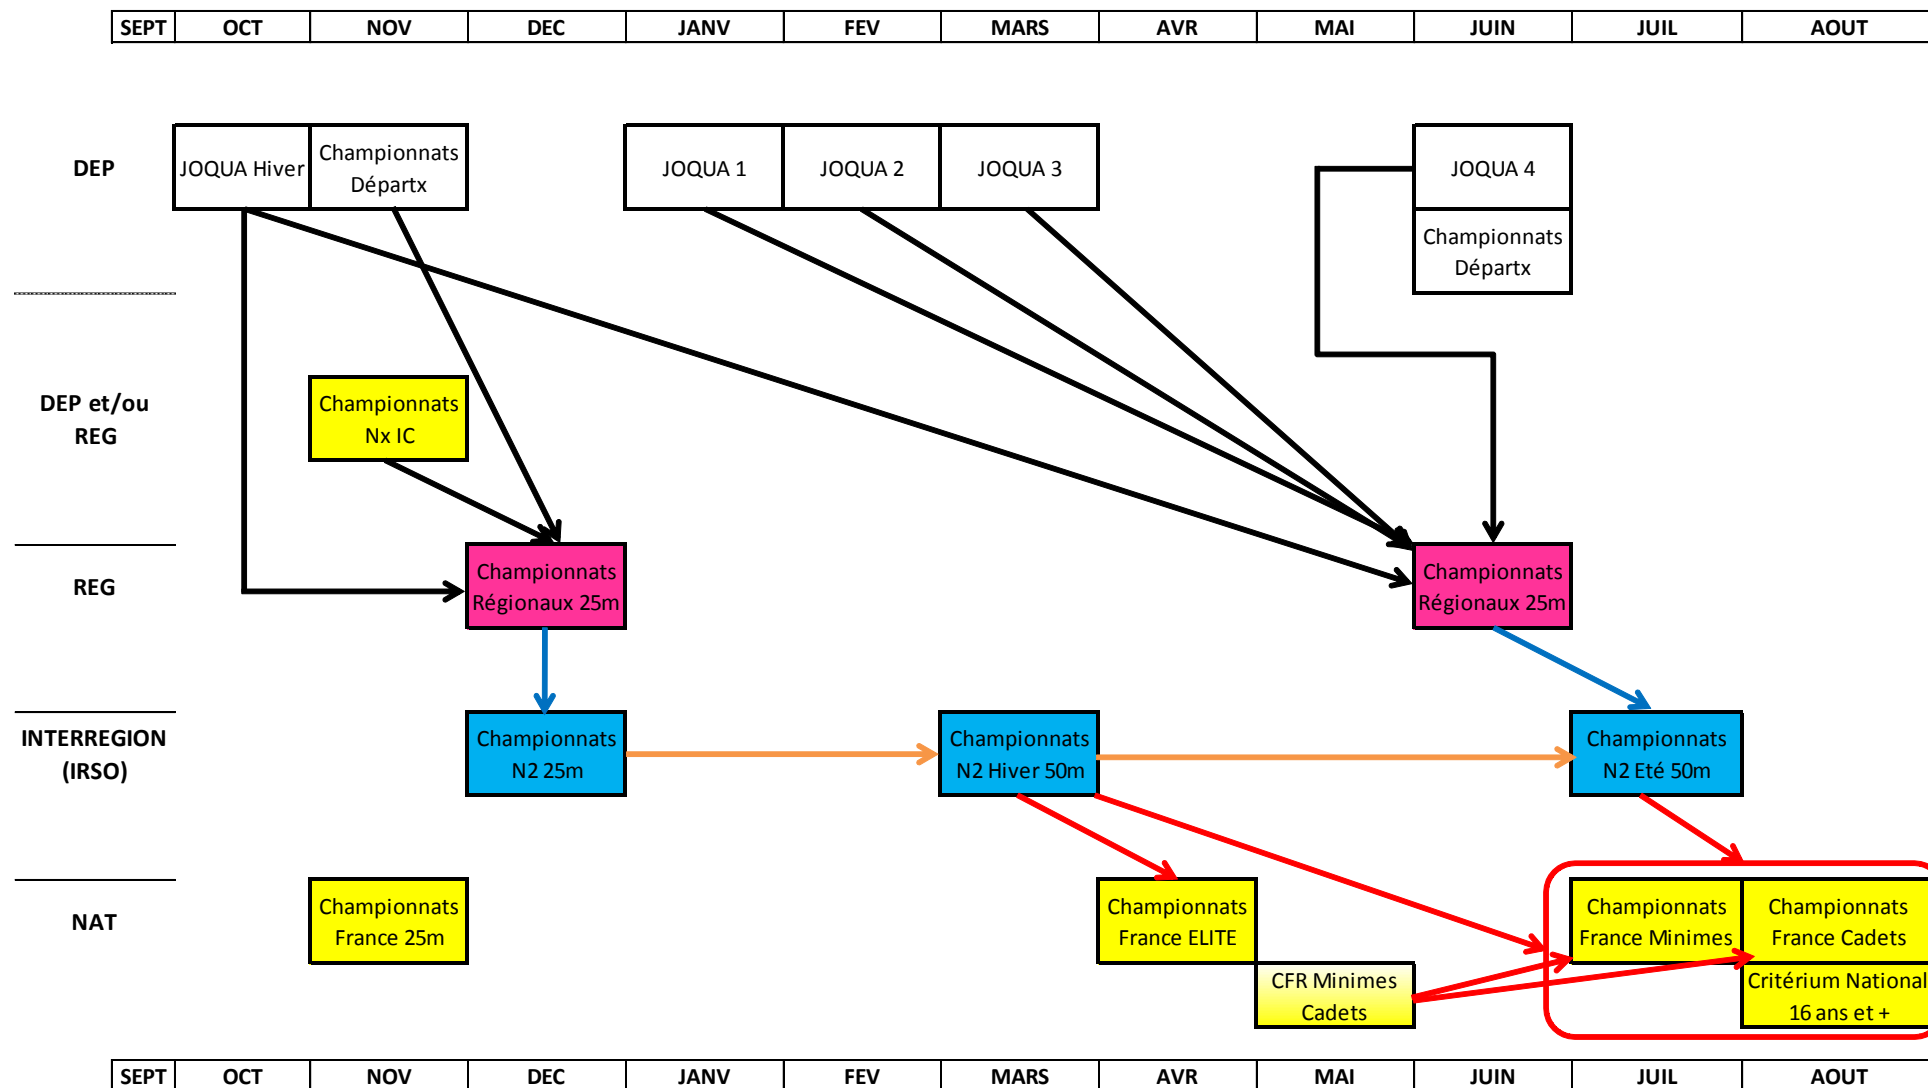 SEPT OCT NOV DEC JANV FEV MARS AVR MAI JUIN JUIL AOUT
DEP
JOQUA Hiver
Championnats
Départx
JOQUA 1
JOQUA 2
JOQUA 3
JOQUA 4
Championnats
Départx
DEP et/ou
REG
Championnats
Nx IC
REG
Championnats
Régionaux 25m
Championnats
Régionaux 25m
INTERREGION
(IRSO)
Championnats
N2 25m
Championnats
N2 Hiver 50m
Championnats
N2 Eté 50m
NAT
Championnats
France 25m
Championnats
France ELITE
CFR Minimes
Cadets
Championnats
France Minimes
Championnats
France Cadets
Critérium National
16 ans et +
SEPT OCT NOV DEC JANV FEV MARS AVR MAI JUIN JUIL AOUT